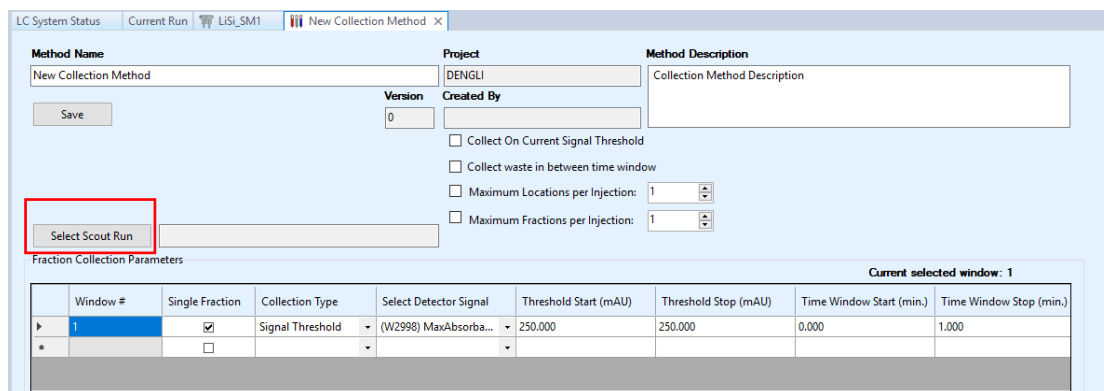 LC System Status Current Run LiSi_SM1 New Collection Method ×
Method Name Project Method Description
New Collection Method DENGLI Collection Method Description
Version Created By
Save 0
Collect On Current Signal Threshold
Collect waste in between time window
Maximum Locations per Injection: 1
Maximum Fractions per Injection: 1
Select Scout Run
Fraction Collection Parameters
Current selected window: 1
Window # Single Fraction Collection Type Select Detector Signal Threshold Start (mAU) Threshold Stop (mAU) Time Window Start (min.) Time Window Stop (min.)
1 Signal Threshold (W2998) MaxAbsorba... 250.000 250.000 0.000 1.000